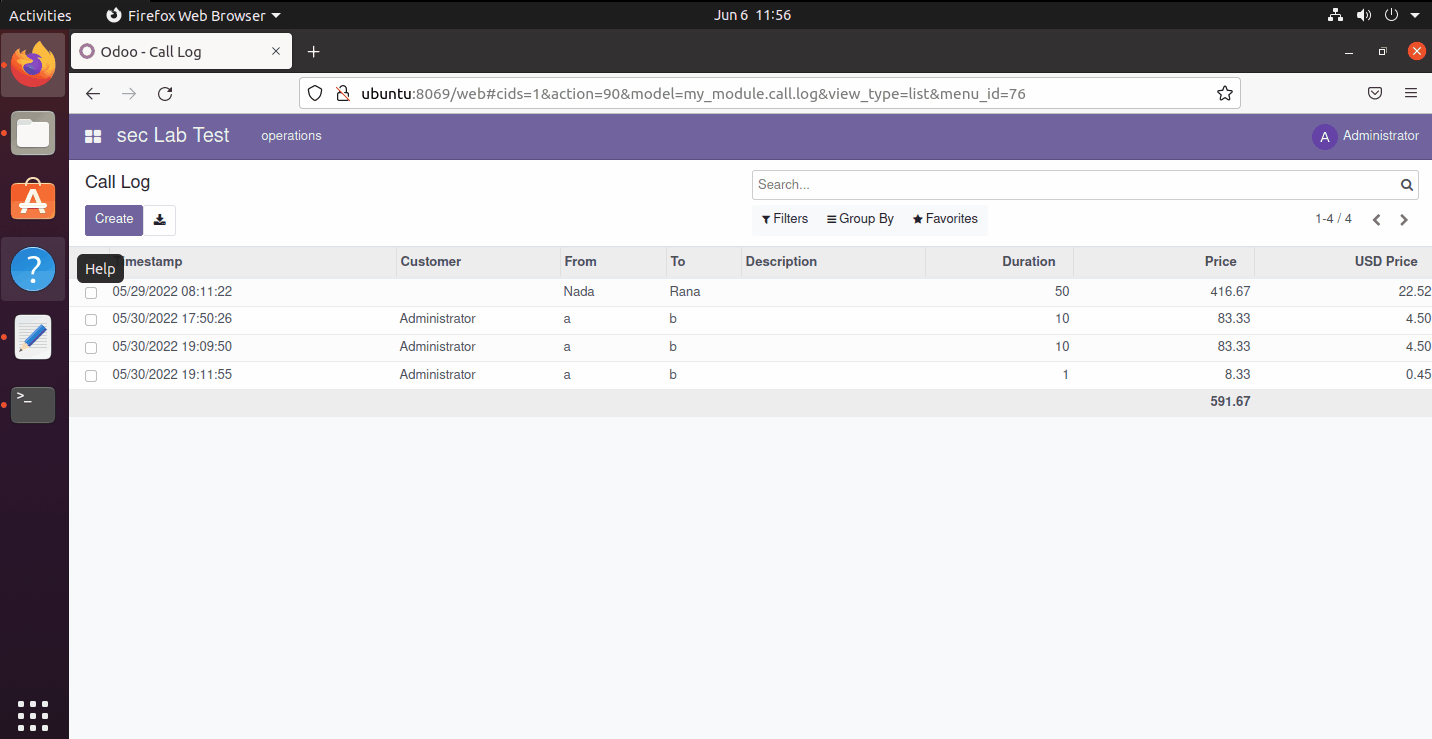 Activities Firefox Web Browser Jun 6 11:56
Odoo - Call Log
ubuntu:8069/web#cids=1&action=90&model=my_module.call.log&view_type=list&menu_id=76
sec Lab Test operations A Administrator
Call Log Search...
Create Filters Group By Favorites 1-4 / 4
mestamp Customer From To Description Duration Price USD Price
Help
05/29/2022 08:11:22 Nada Rana 50 416.67 22.52
05/30/2022 17:50:26 Administrator a b 10 83.33 4.50
05/30/2022 19:09:50 Administrator a b 10 83.33 4.50
05/30/2022 19:11:55 Administrator a b 1 8.33 0.45
591.67